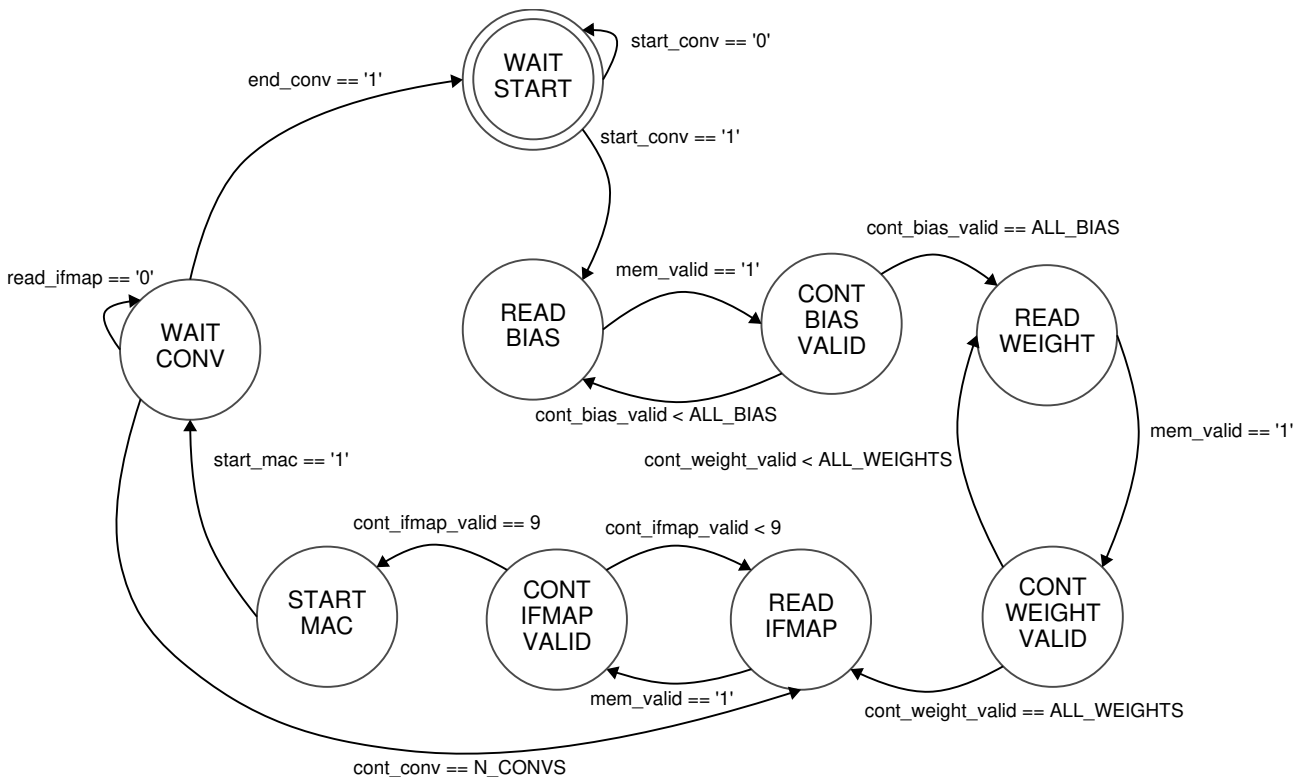 WAIT
START
start_conv == '0'
end_conv == '1'
start_conv == '1'
cont_bias_valid == ALL_BIAS
read_ifmap == '0'
mem_valid == '1'
WAIT
CONV
READ
BIAS
CONT
BIAS
VALID
READ
WEIGHT
cont_bias_valid < ALL_BIAS
mem_valid == '1'
start_mac == '1'
cont_weight_valid < ALL_WEIGHTS
cont_ifmap_valid == 9
cont_ifmap_valid < 9
START
MAC
CONT
IFMAP
VALID
READ
IFMAP
CONT
WEIGHT
VALID
mem_valid == '1'
cont_weight_valid == ALL_WEIGHTS
cont_conv == N_CONVS